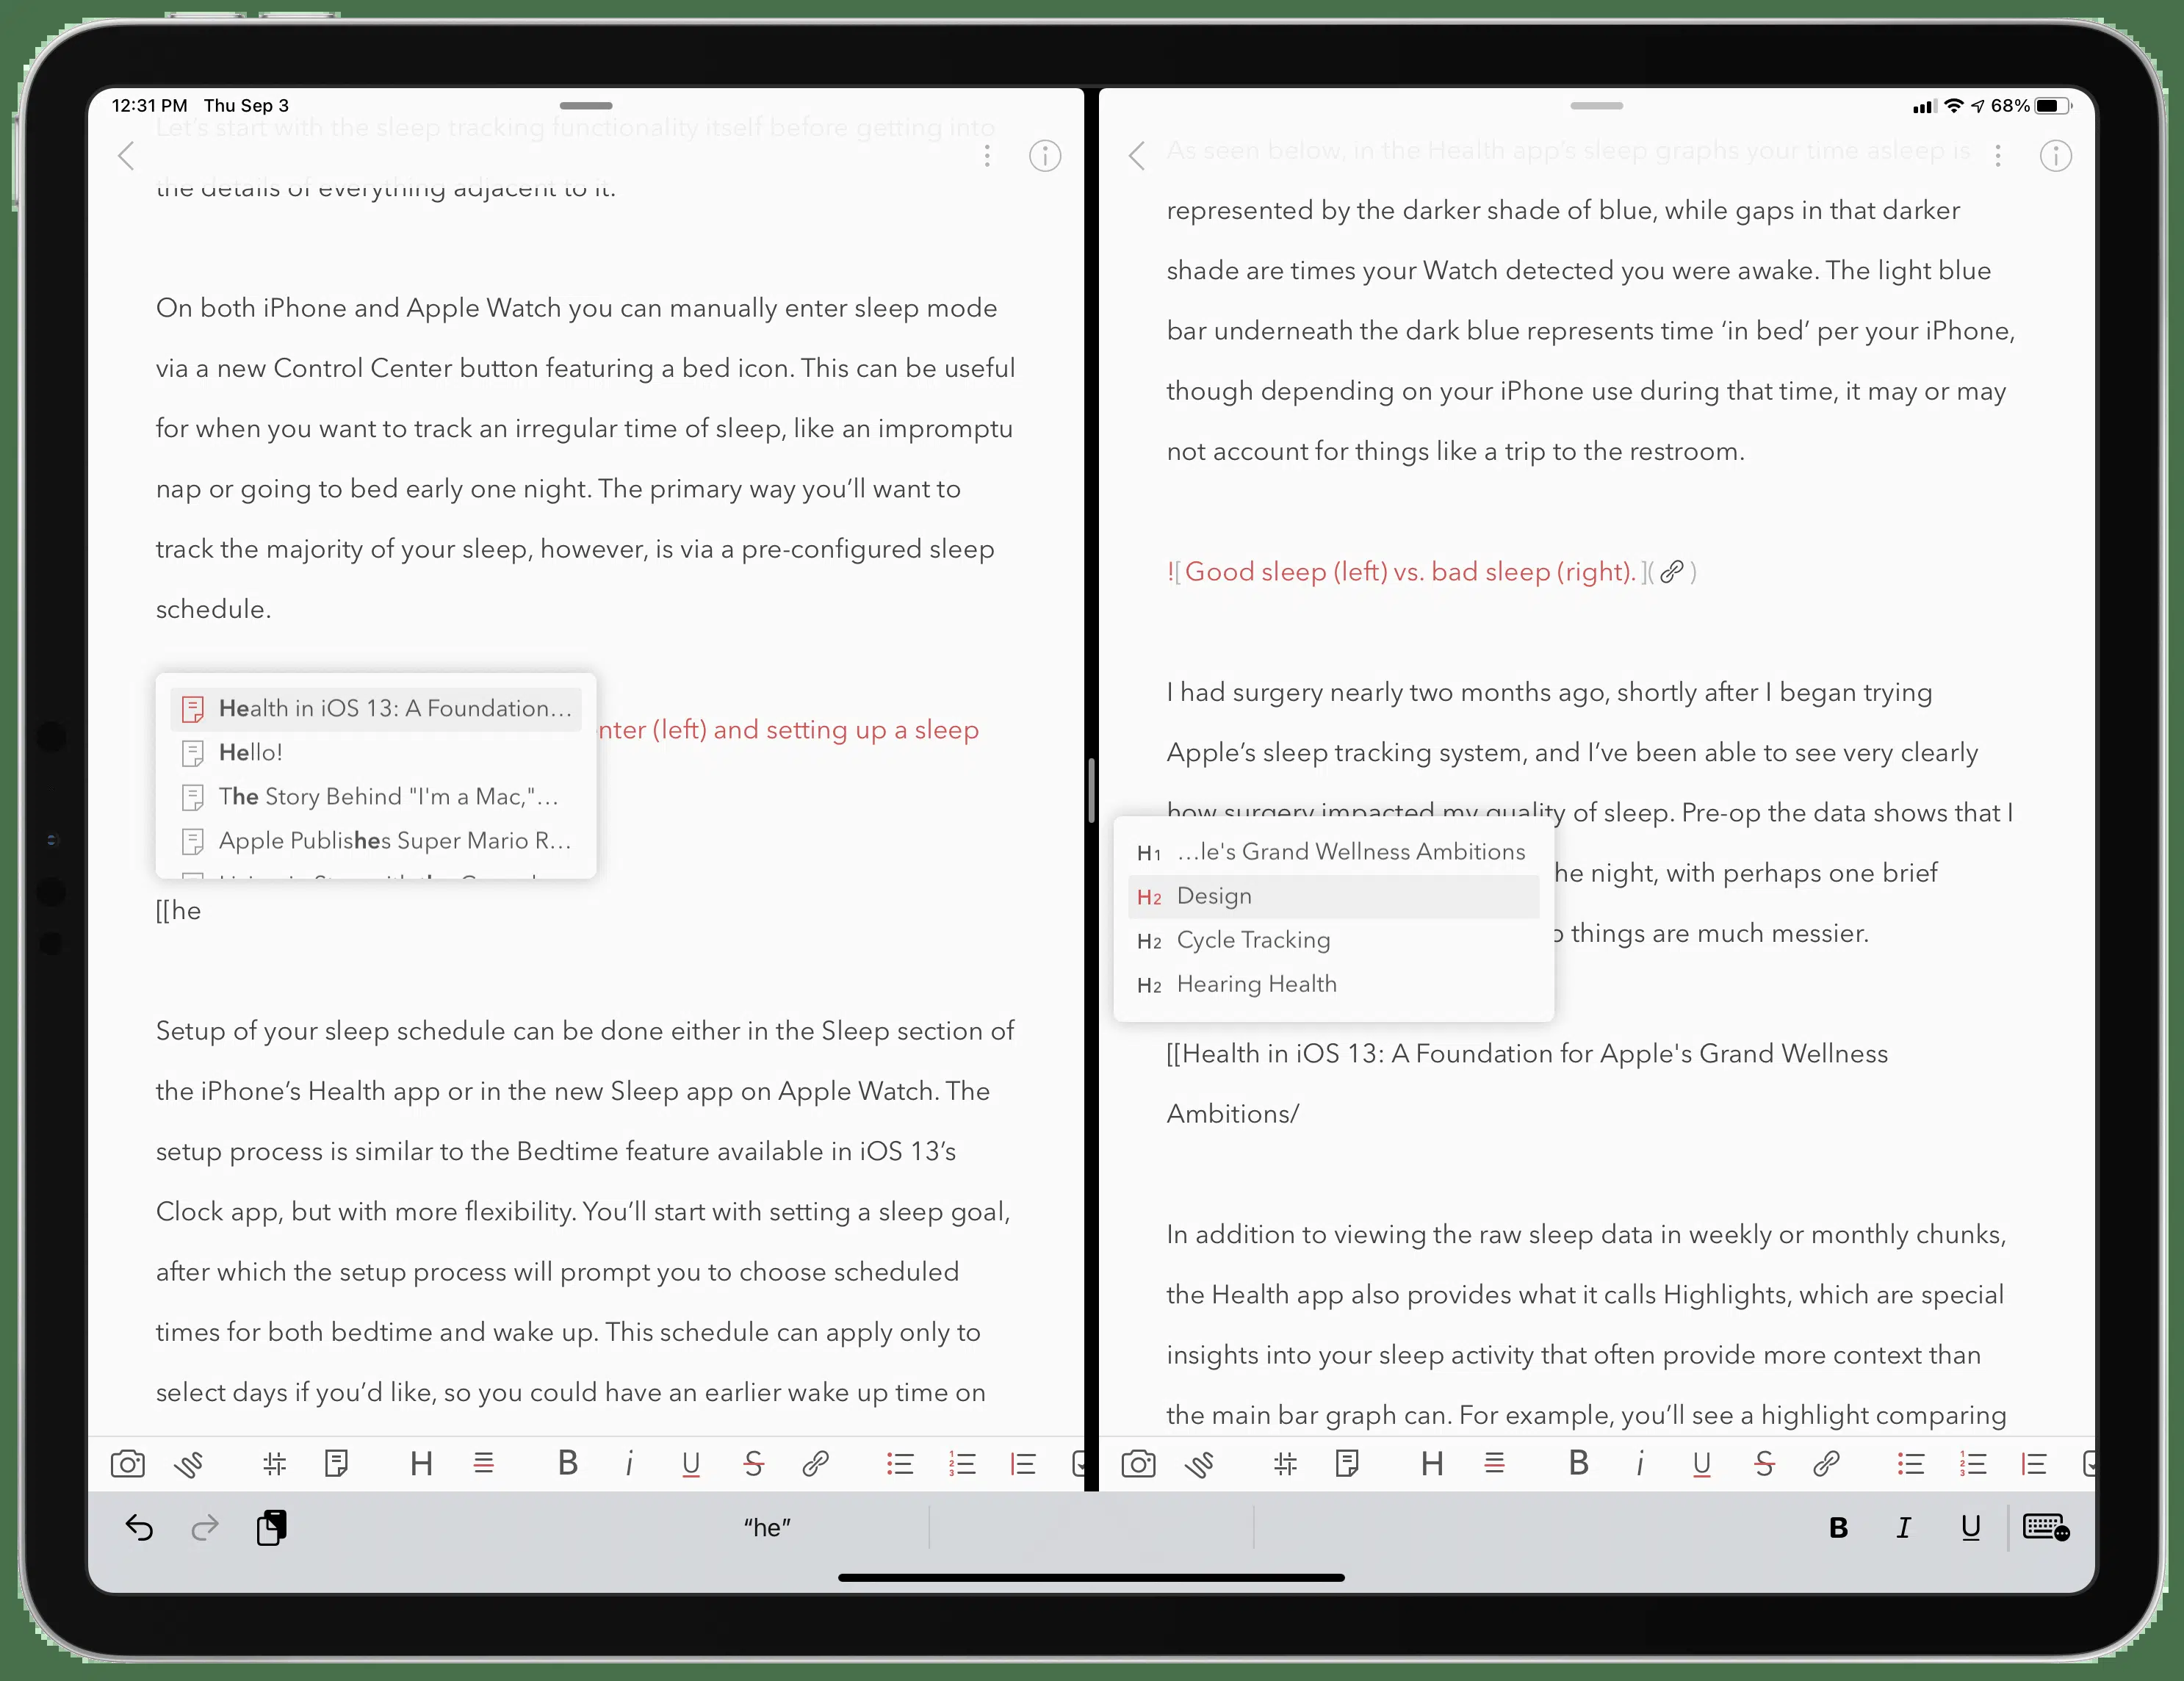 12:31 PM Thu Sep 3
68%
Let's start with the sleep tracking functionality itself before getting into
the details of everything adjacent to it.
On both iPhone and Apple Watch you can manually enter sleep mode
via a new Control Center button featuring a bed icon. This can be useful
for when you want to track an irregular time of sleep, like an impromptu
nap or going to bed early one night. The primary way you’ll want to
track the majority of your sleep, however, is via a pre-configured sleep
schedule.
Health in iOS 13: A Foundation…
Hello!
The Story Behind "I'm a Mac,"…
Apple Publishes Super Mario R…
nter (left) and setting up a sleep
[[he
Setup of your sleep schedule can be done either in the Sleep section of
the iPhone’s Health app or in the new Sleep app on Apple Watch. The
setup process is similar to the Bedtime feature available in iOS 13’s
Clock app, but with more flexibility. You’ll start with setting a sleep goal,
after which the setup process will prompt you to choose scheduled
times for both bedtime and wake up. This schedule can apply only to
select days if you’d like, so you could have an earlier wake up time on
As seen below, in the Health app’s sleep graphs your time asleep is
represented by the darker shade of blue, while gaps in that darker
shade are times your Watch detected you were awake. The light blue
bar underneath the dark blue represents time ‘in bed’ per your iPhone,
though depending on your iPhone use during that time, it may or may
not account for things like a trip to the restroom.
![Good sleep (left) vs. bad sleep (right).]( )
I had surgery nearly two months ago, shortly after I began trying
Apple’s sleep tracking system, and I’ve been able to see very clearly
how surgery impacted my quality of sleep. Pre-op the data shows that I
he night, with perhaps one brief
things are much messier.
H1 …le's Grand Wellness Ambitions
H2 Design
H2 Cycle Tracking
H2 Hearing Health
[[Health in iOS 13: A Foundation for Apple's Grand Wellness
Ambitions/
In addition to viewing the raw sleep data in weekly or monthly chunks,
the Health app also provides what it calls Highlights, which are special
insights into your sleep activity that often provide more context than
the main bar graph can. For example, you’ll see a highlight comparing
H B i U S
H B i U S
“he”
B I U